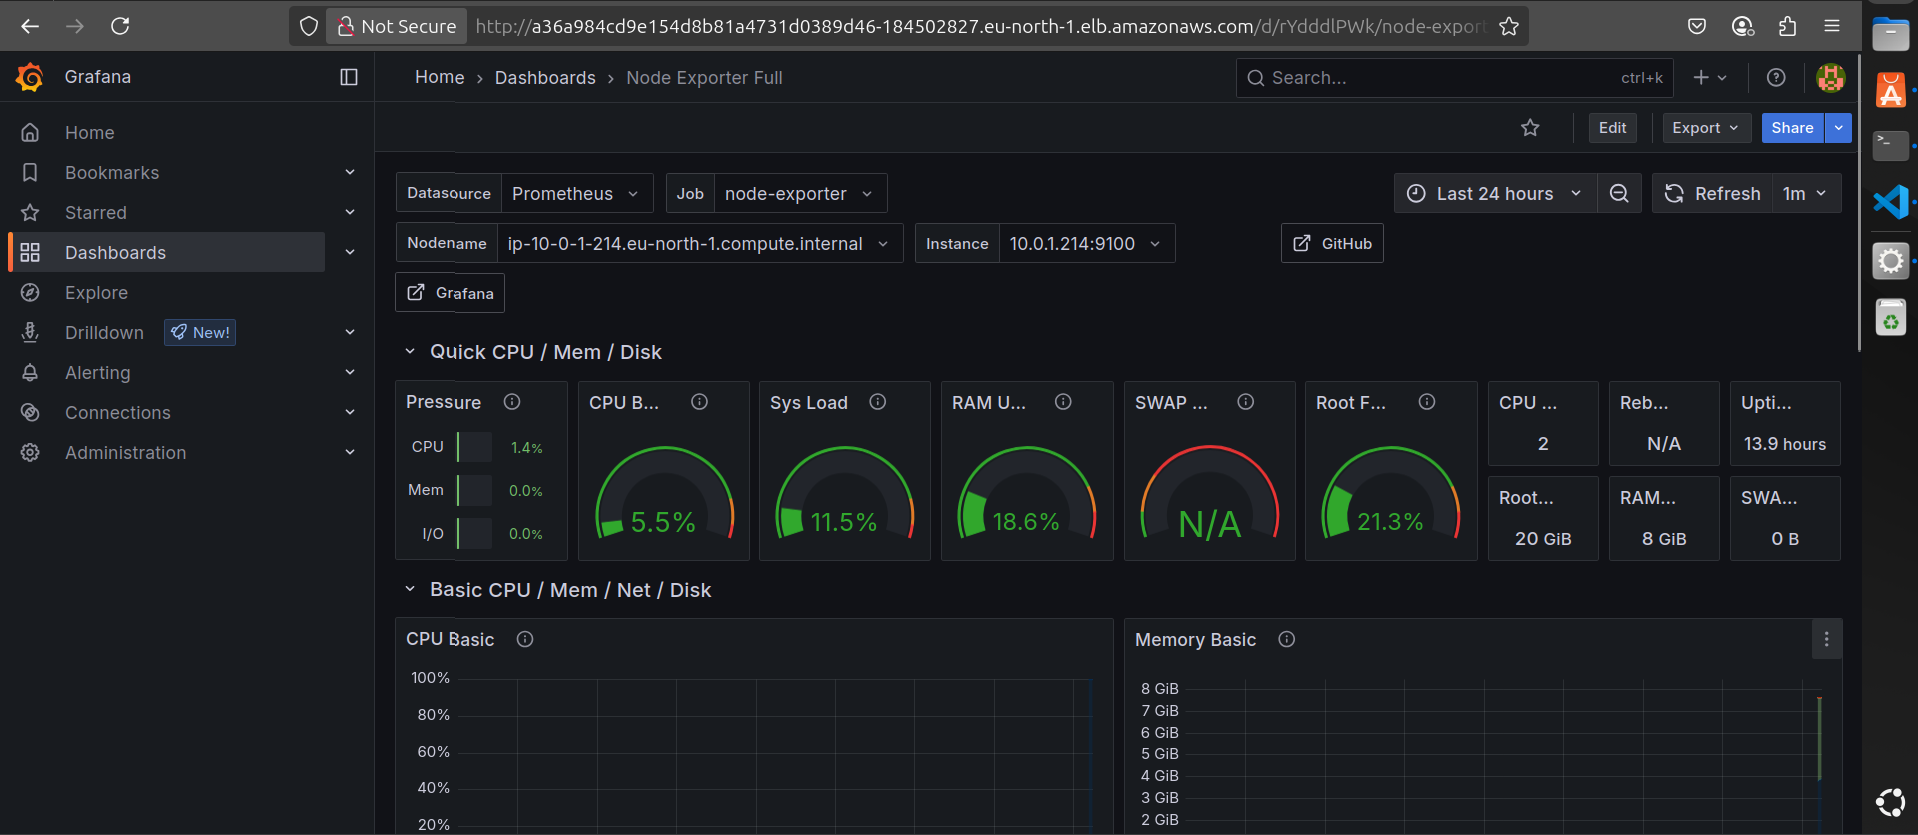 Not Secure http://a36a984cd9e154d8b81a4731d0389d46-184502827.eu-north-1.elb.amazonaws.com/d/rYdddlPWk/node-export
Grafana
Home › Dashboards › Node Exporter Full
Search... ctrl+k
Home
Bookmarks
Starred
Dashboards
Explore
Drilldown New!
Alerting
Connections
Administration
Edit Export Share
Datasource Prometheus Job node-exporter
Last 24 hours Refresh 1m
Nodename ip-10-0-1-214.eu-north-1.compute.internal Instance 10.0.1.214:9100 GitHub
Grafana
Quick CPU / Mem / Disk
Pressure
CPU 1.4%
Mem 0.0%
I/O 0.0%
CPU B...
5.5%
Sys Load
11.5%
RAM U...
18.6%
SWAP ...
N/A
Root F...
21.3%
CPU ...
2
Reb...
N/A
Upti...
13.9 hours
Root...
20 GiB
RAM...
8 GiB
SWA...
0 B
Basic CPU / Mem / Net / Disk
CPU Basic
100%
80%
60%
40%
20%
Memory Basic
8 GiB
7 GiB
6 GiB
5 GiB
4 GiB
3 GiB
2 GiB